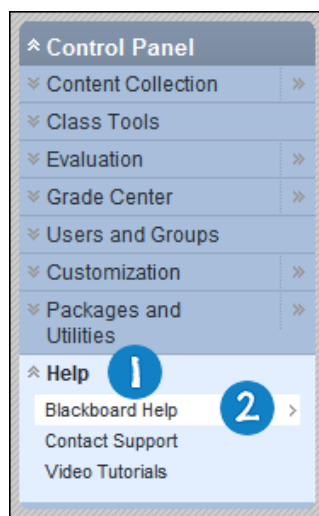 Control Panel
Content Collection
Class Tools
Evaluation
Grade Center
Users and Groups
Customization
Packages and
Utilities
Help 1
Blackboard Help 2
Contact Support
Video Tutorials